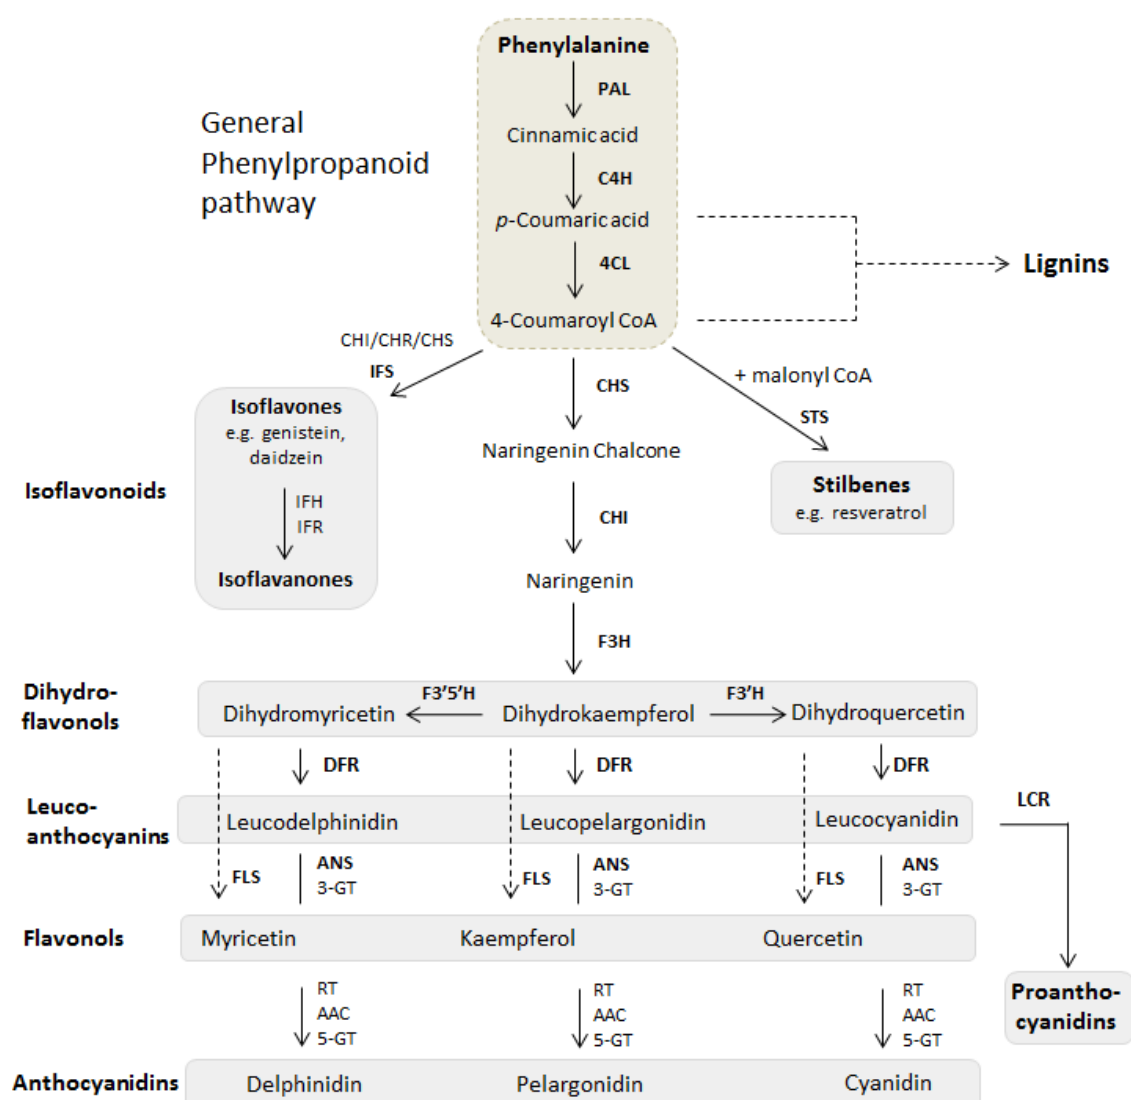 Phenylalanine
PAL
General
Phenylpropanoid
pathway
Cinnamic acid
C4H
p-Coumaric acid
4CL
Lignins
4-Coumaroyl CoA
CHI/CHR/CHS
IFS
CHS
+ malonyl CoA
STS
Isoflavones
e.g. genistein,
daidzein
Naringenin Chalcone
Isoflavonoids
IFH
IFR
Isoflavanones
CHI
Stilbenes
e.g. resveratrol
Naringenin
F3H
Dihydro-
flavonols
F3’5’H
F3’H
Dihydromyricetin
Dihydrokaempferol
Dihydroquercetin
DFR
DFR
DFR
Leuco-
anthocyanins
Leucodelphinidin
Leucopelargonidin
Leucocyanidin
LCR
FLS
ANS
3-GT
FLS
ANS
3-GT
FLS
ANS
3-GT
Flavonols
Myricetin
Kaempferol
Quercetin
RT
AAC
5-GT
RT
AAC
5-GT
RT
AAC
5-GT
Proantho-
cyanidins
Anthocyanidins
Delphinidin
Pelargonidin
Cyanidin